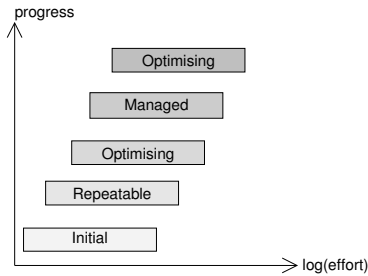 progress
Optimising
Managed
Optimising
Repeatable
Initial
log(effort)